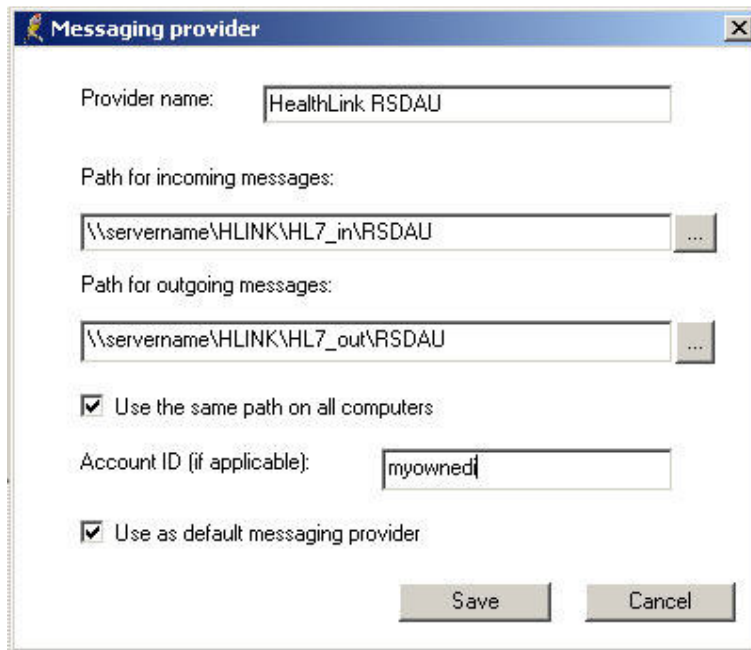 Messaging provider
Provider name:
HealthLink RSDAU
Path for incoming messages:
\\servername\HLINK\HL7_in\RSDAU
...
Path for outgoing messages:
\\servername\HLINK\HL7_out\RSDAU
...
Use the same path on all computers
Account ID (if applicable):
myownedi
Use as default messaging provider
Save
Cancel